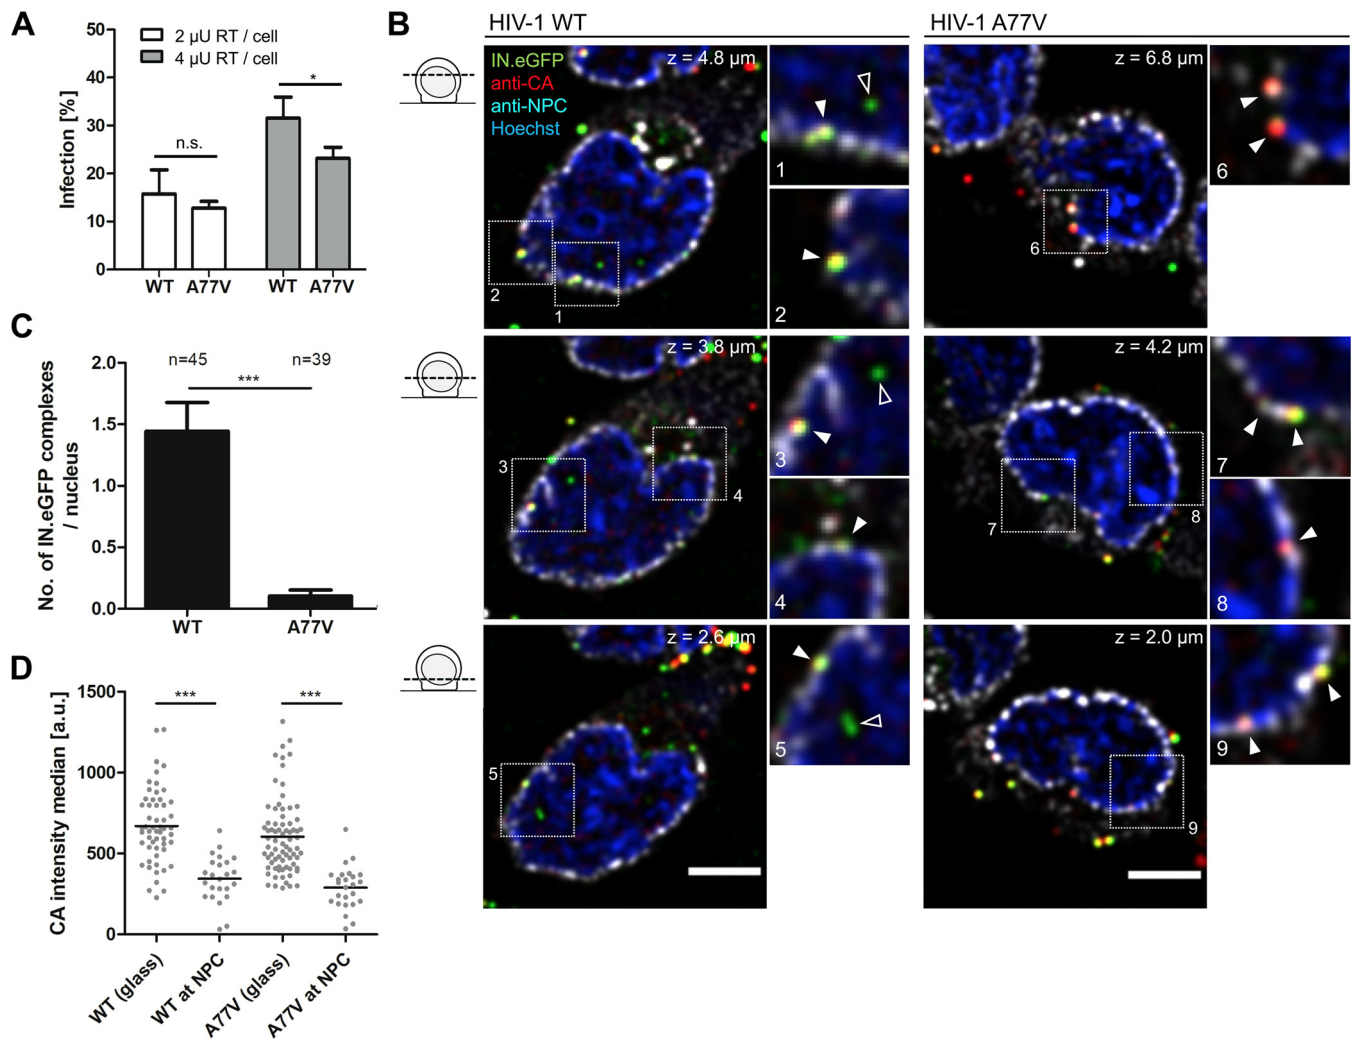 A
50
40
30
20
10
0
Infection [%]
2 µU RT / cell
4 µU RT / cell
n.s.
*
WT
A77V
WT
A77V
B
HIV-1 WT
HIV-1 A77V
IN.eGFP
anti-CA
anti-NPC
Hoechst
z = 4.8 µm
2
1
1
2
z = 6.8 µm
6
6
z = 3.8 µm
3
4
3
4
z = 4.2 µm
7
8
7
8
z = 2.6 µm
5
5
z = 2.0 µm
9
9
C
2.0
1.5
1.0
0.5
0.0
No. of IN.eGFP complexes
/ nucleus
n=45
n=39
***
WT
A77V
D
1500
1000
500
0
CA intensity median [a.u.]
***
***
WT (glass)
WT at NPC
A77V (glass)
A77V at NPC